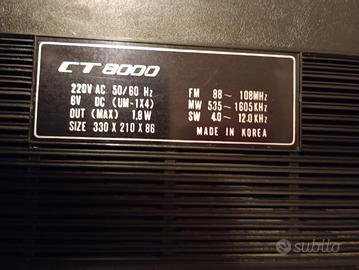 CT 8000
220V AC 50/60 Hz
6V DC (UM-1X4)
OUT (MAX) 1.8W
SIZE 330 X 210 X 86
FM 88 ~ 108MHz
MW 535 ~ 1605KHz
SW 4.0 ~ 12.0KHz
MADE IN KOREA
subito